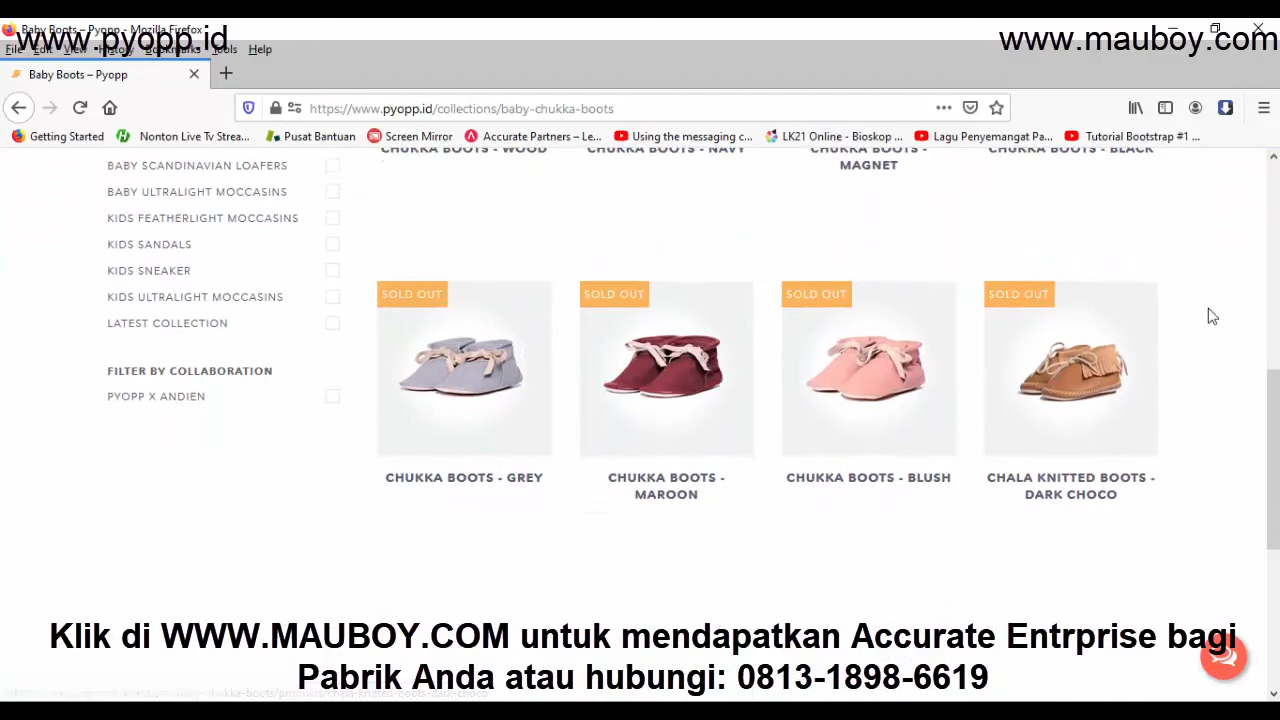 Baby Boots – Pyopp - Mozilla Firefox
www.pyopp.id
www.mauboy.com
File Edit View History Bookmarks Tools Help
Baby Boots – Pyopp
https://www.pyopp.id/collections/baby-chukka-boots
Getting Started Nonton Live Tv Strea... Pusat Bantuan Screen Mirror Accurate Partners – Le... Using the messaging c... LK21 Online - Bioskop ... Lagu Penyemangat Pa... Tutorial Bootstrap #1 ...
CHUKKA BOOTS - WOOD
CHUKKA BOOTS - NAVY
CHUKKA BOOTS -
MAGNET
CHUKKA BOOTS - BLACK
BABY SCANDINAVIAN LOAFERS
BABY ULTRALIGHT MOCCASINS
KIDS FEATHERLIGHT MOCCASINS
KIDS SANDALS
KIDS SNEAKER
KIDS ULTRALIGHT MOCCASINS
LATEST COLLECTION
FILTER BY COLLABORATION
PYOPP X ANDIEN
SOLD OUT
SOLD OUT
SOLD OUT
SOLD OUT
CHUKKA BOOTS - GREY
CHUKKA BOOTS -
MAROON
CHUKKA BOOTS - BLUSH
CHALA KNITTED BOOTS -
DARK CHOCO
Klik di WWW.MAUBOY.COM untuk mendapatkan Accurate Entrprise bagi
Pabrik Anda atau hubungi: 0813-1898-6619